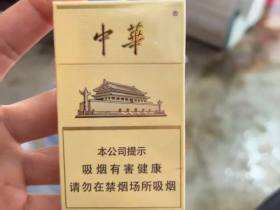 中華
本公司提示
吸烟有害健康
请勿在禁烟场所吸烟